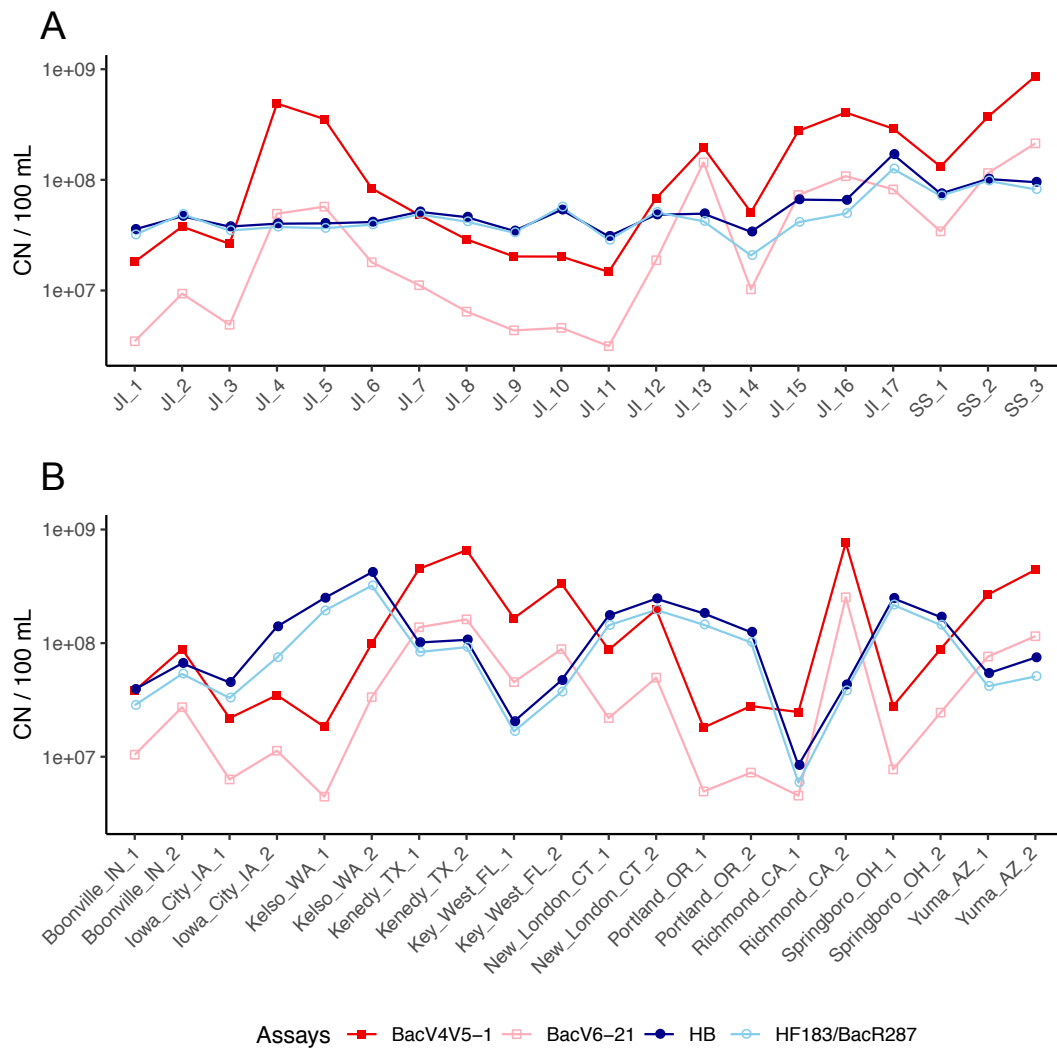 A
CN / 100 mL
1e+09
1e+08
1e+07
JI_1 JI_2 JI_3 JI_4 JI_5 JI_6 JI_7 JI_8 JI_9 JI_10 JI_11 JI_12 JI_13 JI_14 JI_15 JI_16 JI_17 SS_1 SS_2 SS_3
B
CN / 100 mL
1e+09
1e+08
1e+07
Boonville_IN_1 Boonville_IN_2 Iowa_City_IA_1 Iowa_City_IA_2 Kelso_WA_1 Kelso_WA_2 Kenedy_TX_1 Kenedy_TX_2 Key_West_FL_1 Key_West_FL_2 New_London_CT_1 New_London_CT_2 Portland_OR_1 Portland_OR_2 Richmond_CA_1 Richmond_CA_2 Springboro_OH_1 Springboro_OH_2 Yuma_AZ_1 Yuma_AZ_2
Assays BacV4V5−1 BacV6−21 HB HF183/BacR287